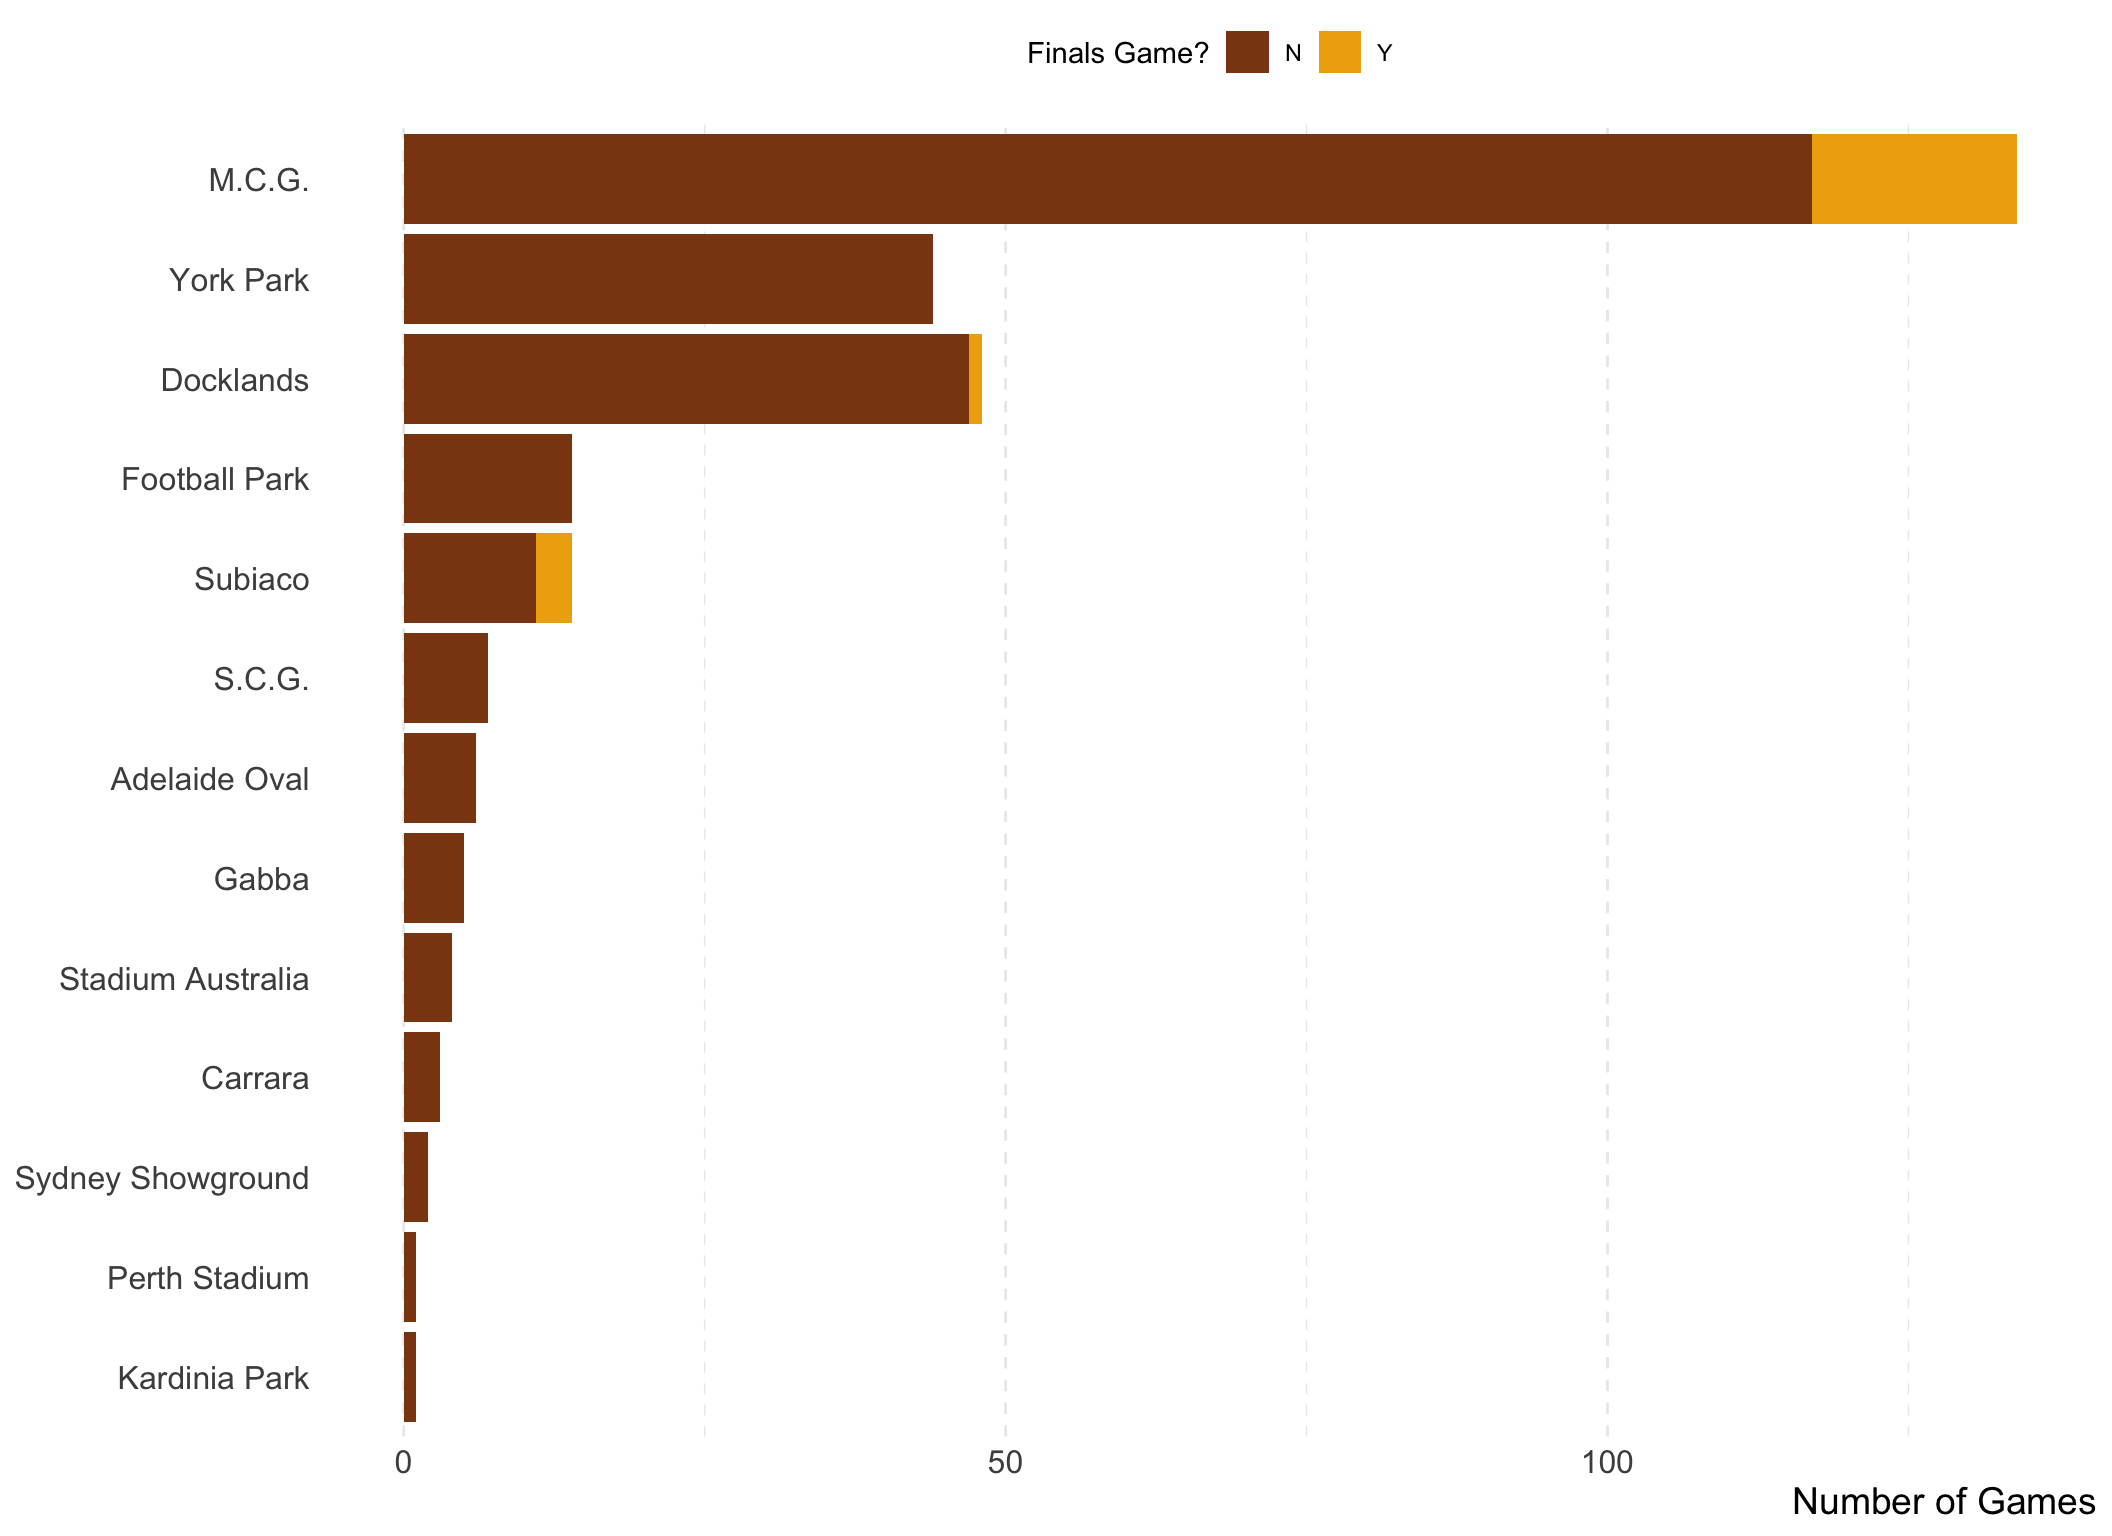 Finals Game? N Y
M.C.G.
York Park
Docklands
Football Park
Subiaco
S.C.G.
Adelaide Oval
Gabba
Stadium Australia
Carrara
Sydney Showground
Perth Stadium
Kardinia Park
0 50 100
Number of Games